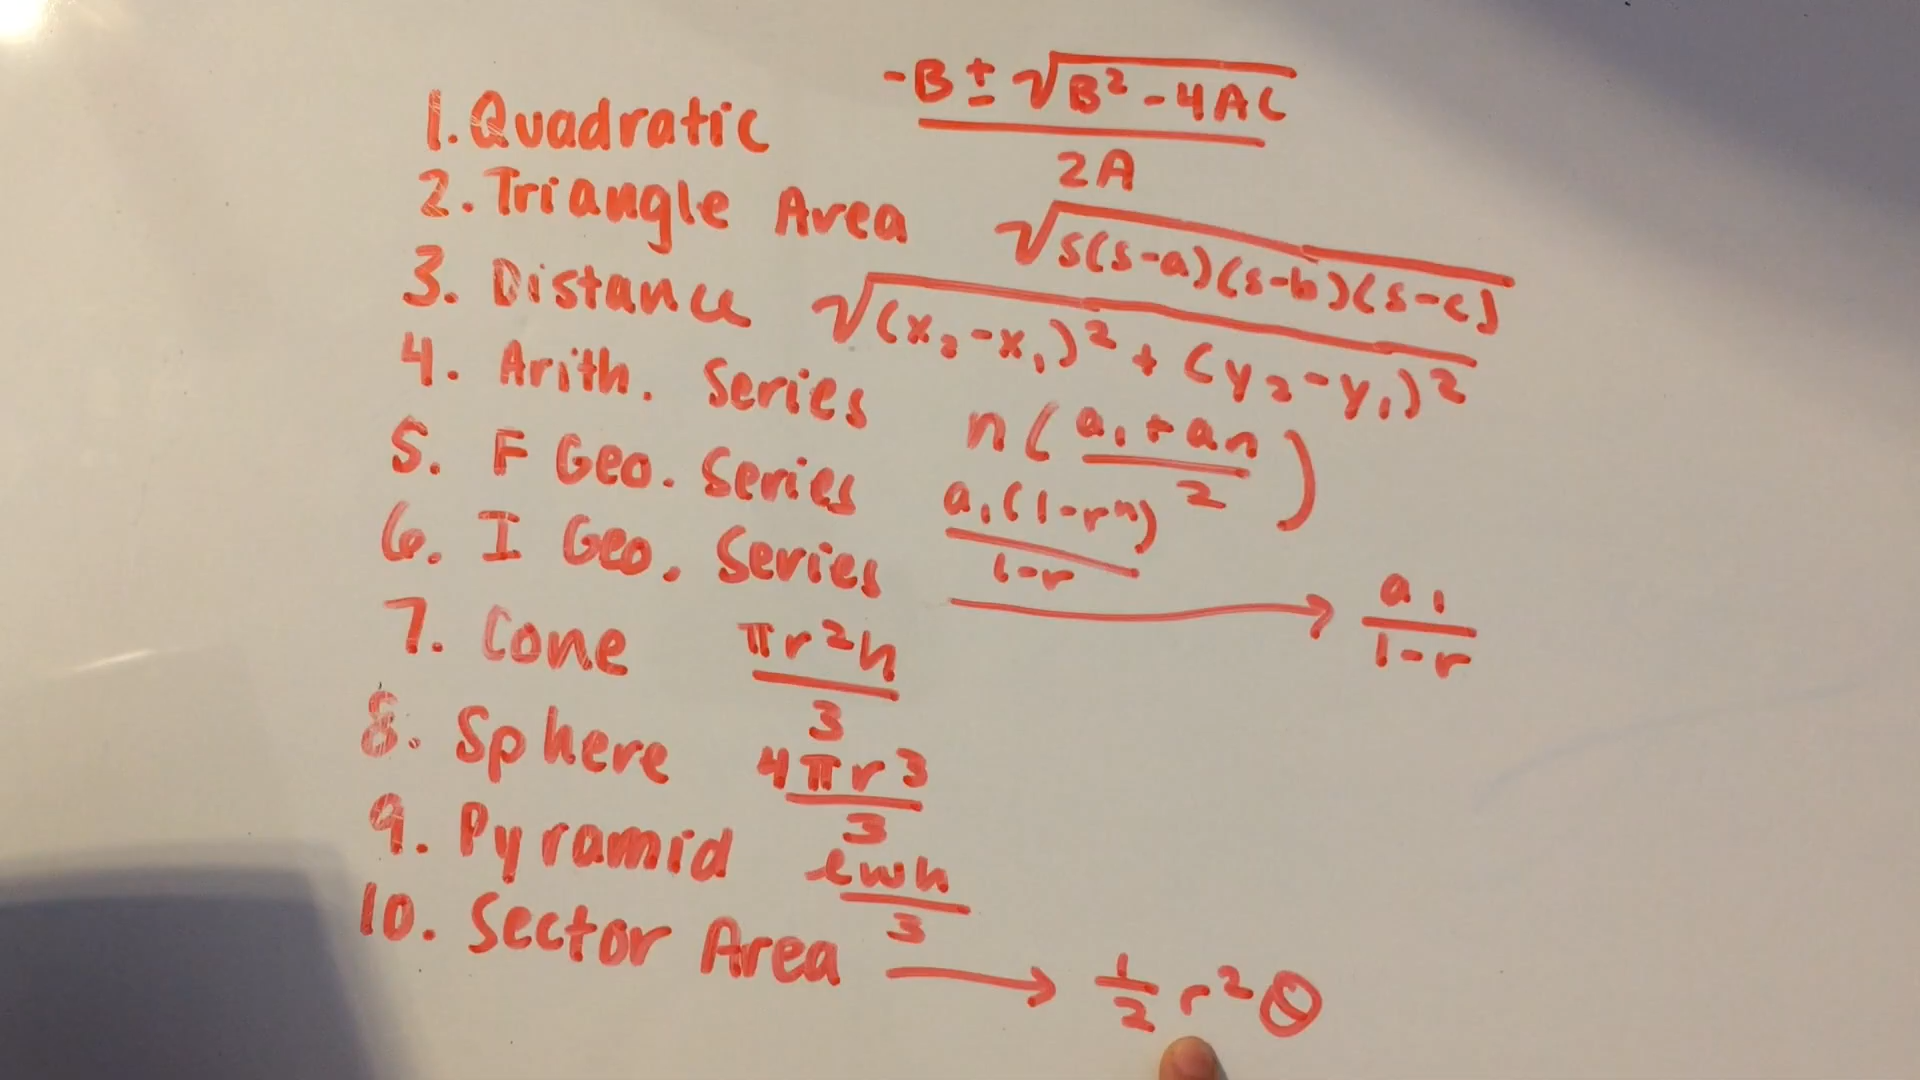 1. Quadratic -B ± √B² - 4AC / 2A
2. Triangle Area √s(s-a)(s-b)(s-c)
3. Distance √(x₂-x₁)² + (y₂-y₁)²
4. Arith. Series n(a₁+an / 2)
5. F Geo. Series a₁(1-rⁿ) / 1-r
6. I Geo. Series → a₁ / 1-r
7. Cone πr²h / 3
8. Sphere 4πr³ / 3
9. Pyramid lwh / 3
10. Sector Area → 1/2 r²θ